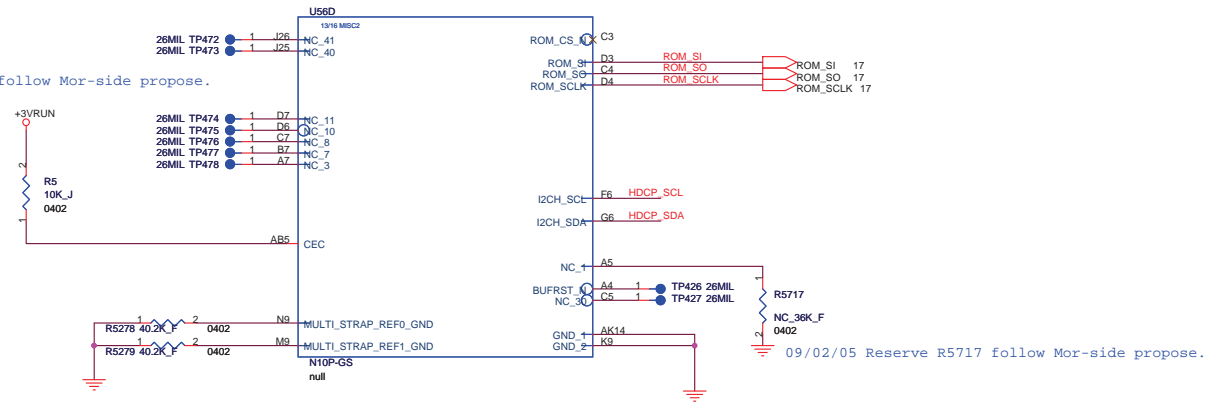 U56D
13/16 MISC2
26MIL TP472 1 J26 NC_41
26MIL TP473 1 J25 NC_40
ROM_CS_N C3
ROM_SI D3 ROM_SI ROM_SI 17
ROM_SO C4 ROM_SO ROM_SO 17
ROM_SCLK D4 ROM_SCLK ROM_SCLK 17
follow Mor-side propose.
+3VRUN
26MIL TP474 1 D7 NC_11
26MIL TP475 1 D6 NC_10
26MIL TP476 1 C7 NC_8
26MIL TP477 1 B7 NC_7
26MIL TP478 1 A7 NC_3
2
R5
10K_J
0402
1
I2CH_SCL F6 HDCP_SCL
I2CH_SDA G6 HDCP_SDA
AB5 CEC
NC_1 A5
BUFRST_N A4 1 TP426 26MIL
NC_30 C5 1 TP427 26MIL
1
R5717
NC_36K_F
0402
2
R5278 40.2K_F 1 2 0402 N9 MULTI_STRAP_REF0_GND
R5279 40.2K_F 1 2 0402 M9 MULTI_STRAP_REF1_GND
GND_1 AK14
GND_2 K9
N10P-GS
null
09/02/05 Reserve R5717 follow Mor-side propose.